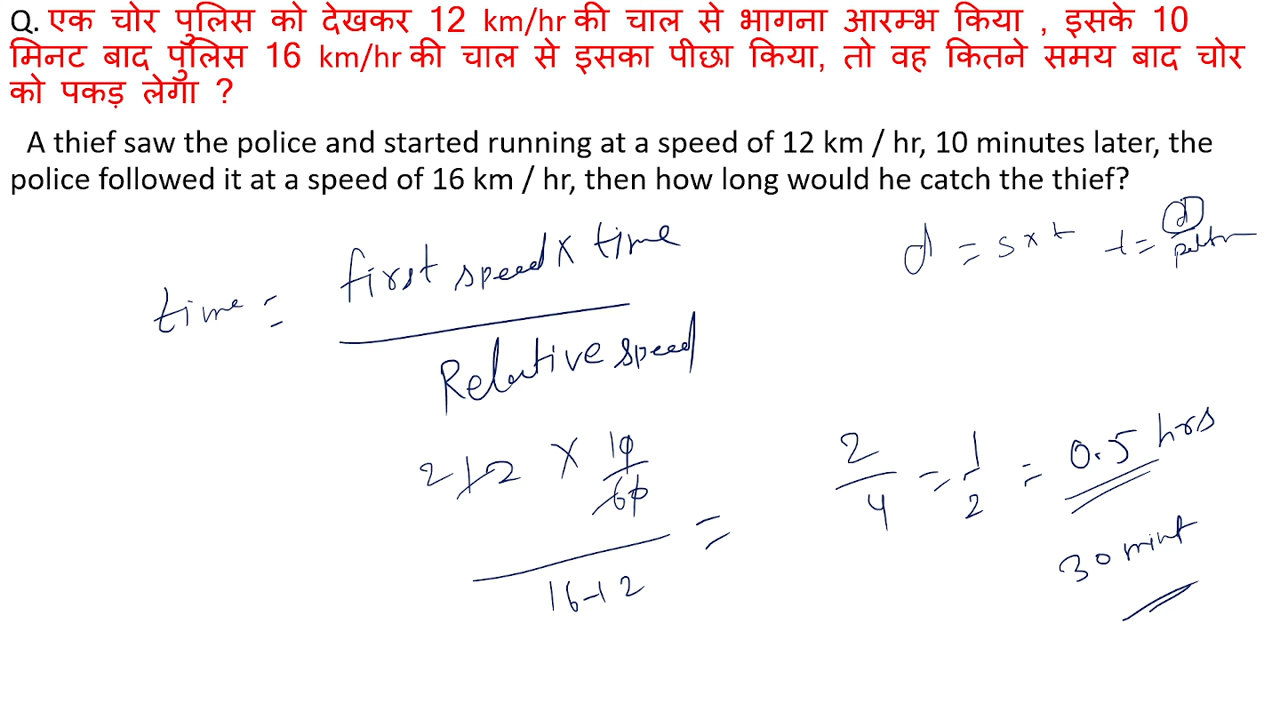 Q. एक चोर पुलिस को देखकर 12 km/hr की चाल से भागना आरम्भ किया , इसके 10
मिनट बाद पुलिस 16 km/hr की चाल से इसका पीछा किया, तो वह कितने समय बाद चोर
को पकड़ लेगा ?
A thief saw the police and started running at a speed of 12 km / hr, 10 minutes later, the
police followed it at a speed of 16 km / hr, then how long would he catch the thief?
d = s x t t = d
time = first speed x time
Relative speed
2 12 x 10
60
16-12
=
2
4
= 1
2
= 0.5 hrs
30 mint